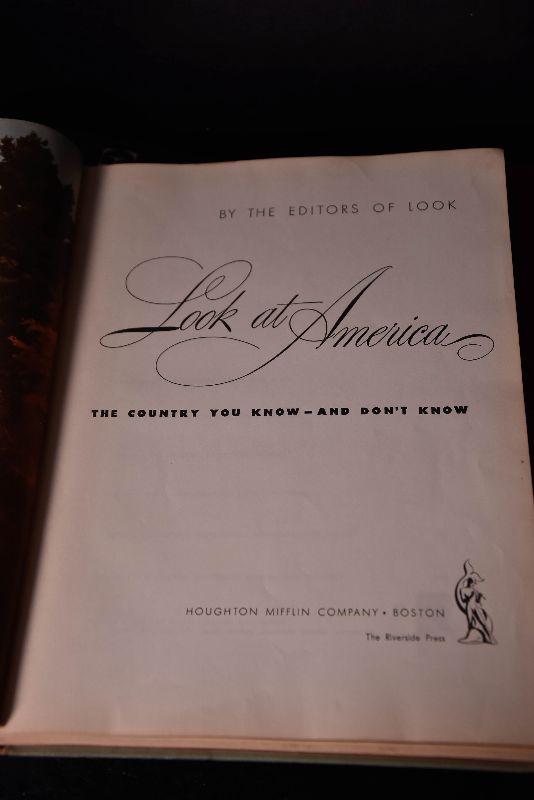 BY THE EDITORS OF LOOK
Look at America
THE COUNTRY YOU KNOW—AND DON'T KNOW
HOUGHTON MIFFLIN COMPANY • BOSTON
The Riverside Press